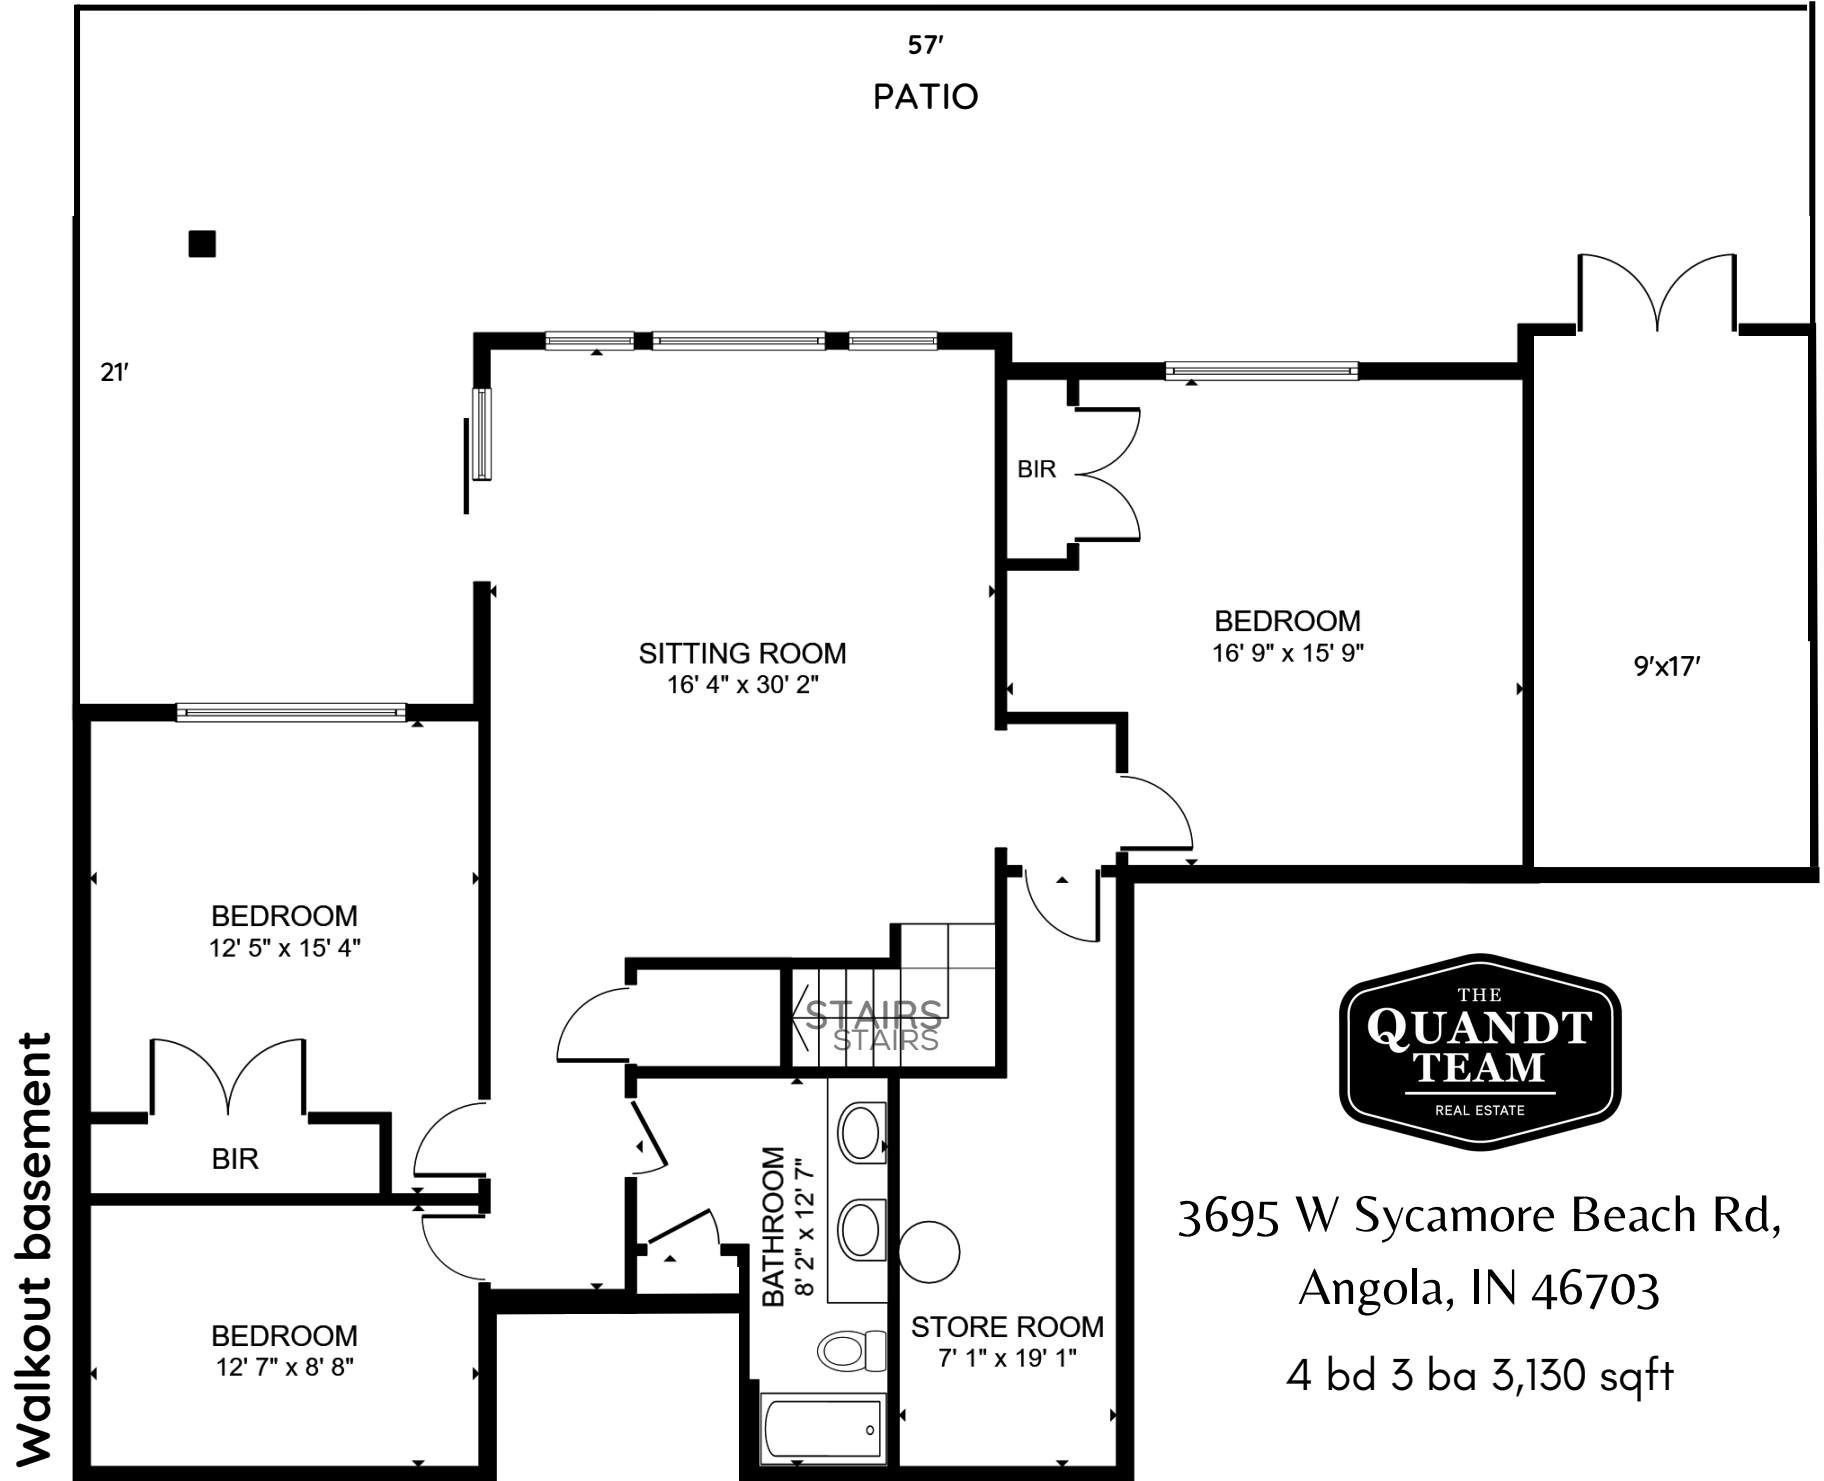 57'
PATIO
21'
BIR
SITTING ROOM
16' 4" x 30' 2"
BEDROOM
16' 9" x 15' 9"
9'x17'
BEDROOM
12' 5" x 15' 4"
STAIRS
STAIRS
BIR
BATHROOM
8' 2" x 12' 7"
BEDROOM
12' 7" x 8' 8"
STORE ROOM
7' 1" x 19' 1"
Walkout basement
THE
QUANDT
TEAM
REAL ESTATE
3695 W Sycamore Beach Rd,
Angola, IN 46703
4 bd 3 ba 3,130 sqft